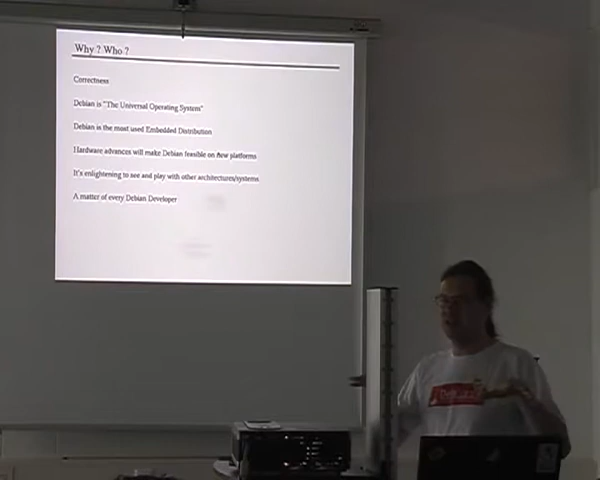 Why ? Who ?
Correctness
Debian is "The Universal Operating System"
Debian is the most used Embedded Distribution
Hardware advances will make Debian feasible on new platforms
It's enlightening to see and play with other architectures/systems
A matter of every Debian Developer